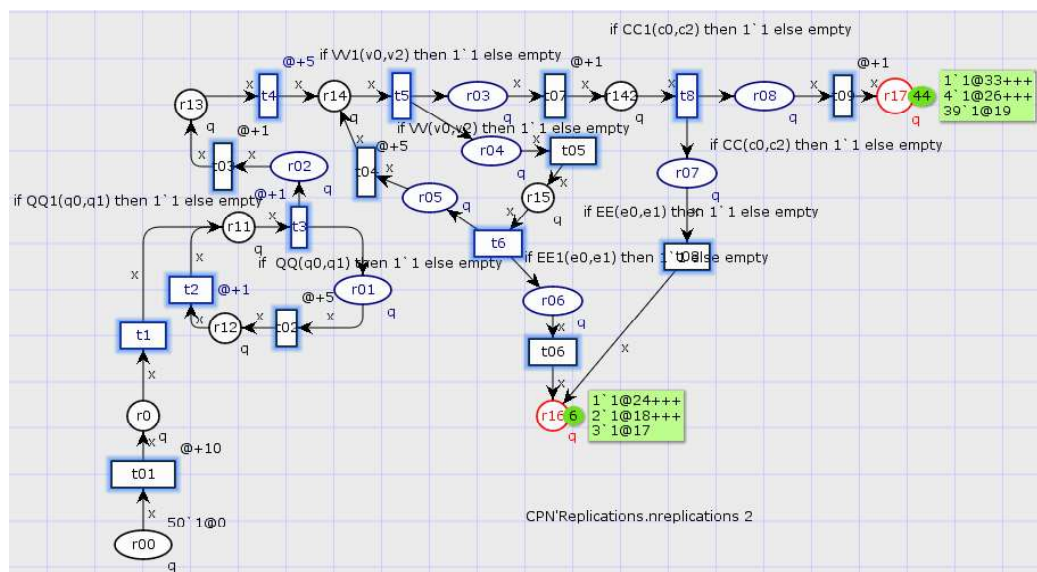 if CC1(c0,c2) then 1`1 else empty
if VV1(v0,v2) then 1`1 else empty
@+5
@+1
@+1
r13
x
t4
x
r14
x
t5
x
r03
x
t07
x
r142
x
t8
x
r08
x
t09
x
r17
44
1`1@33+++
4`1@26+++
39`1@19
q
q
q
q
q
q
q
x
@+1
if VV(v0,v2) then 1`1 else empty
x
x
x
@+5
r04
x
t05
if CC(c0,c2) then 1`1 else empty
x
t03
x
r02
x
t04
x
q
x
r07
q
q
@+1
x
r05
r15
if QQ1(q0,q1) then 1`1 else empty
q
x
q
if EE(e0,e1) then 1`1 else empty
x
r11
x
t3
x
x
t6
q
if QQ(q0,q1) then 1`1 else empty
if EE1(e0,e1) then 1`1 else empty
x
x
t2
@+1
r01
r06
@+5
q
q
t1
x
r12
x
t02
x
x
q
t06
x
x
x
r0
r16
6
1`1@24+++
2`1@18+++
3`1@17
q
q
x
@+10
t01
x
50`1@0
CPN'Replications.nreplications 2
r00
q